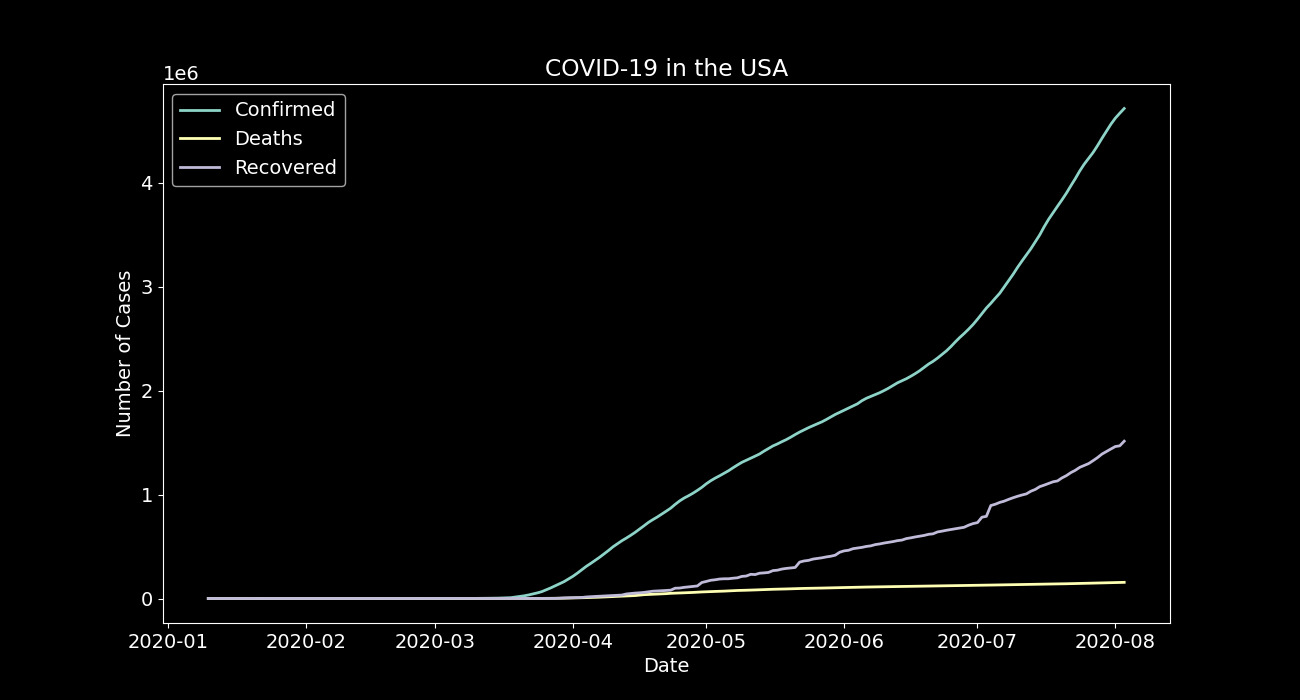 COVID-19 in the USA
1e6
Confirmed
Deaths
Recovered
4
3
2
1
0
Number of Cases
2020-01 2020-02 2020-03 2020-04 2020-05 2020-06 2020-07 2020-08
Date